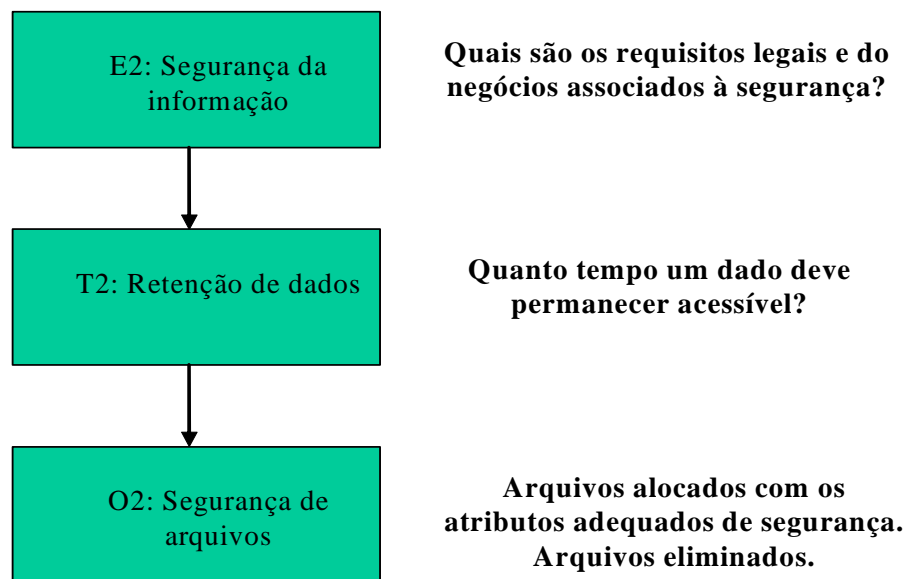 E2: Segurança da
informação
Quais são os requisitos legais e do
negócios associados à segurança?
T2: Retenção de dados
Quanto tempo um dado deve
permanecer acessível?
O2: Segurança de
arquivos
Arquivos alocados com os
atributos adequados de segurança.
Arquivos eliminados.